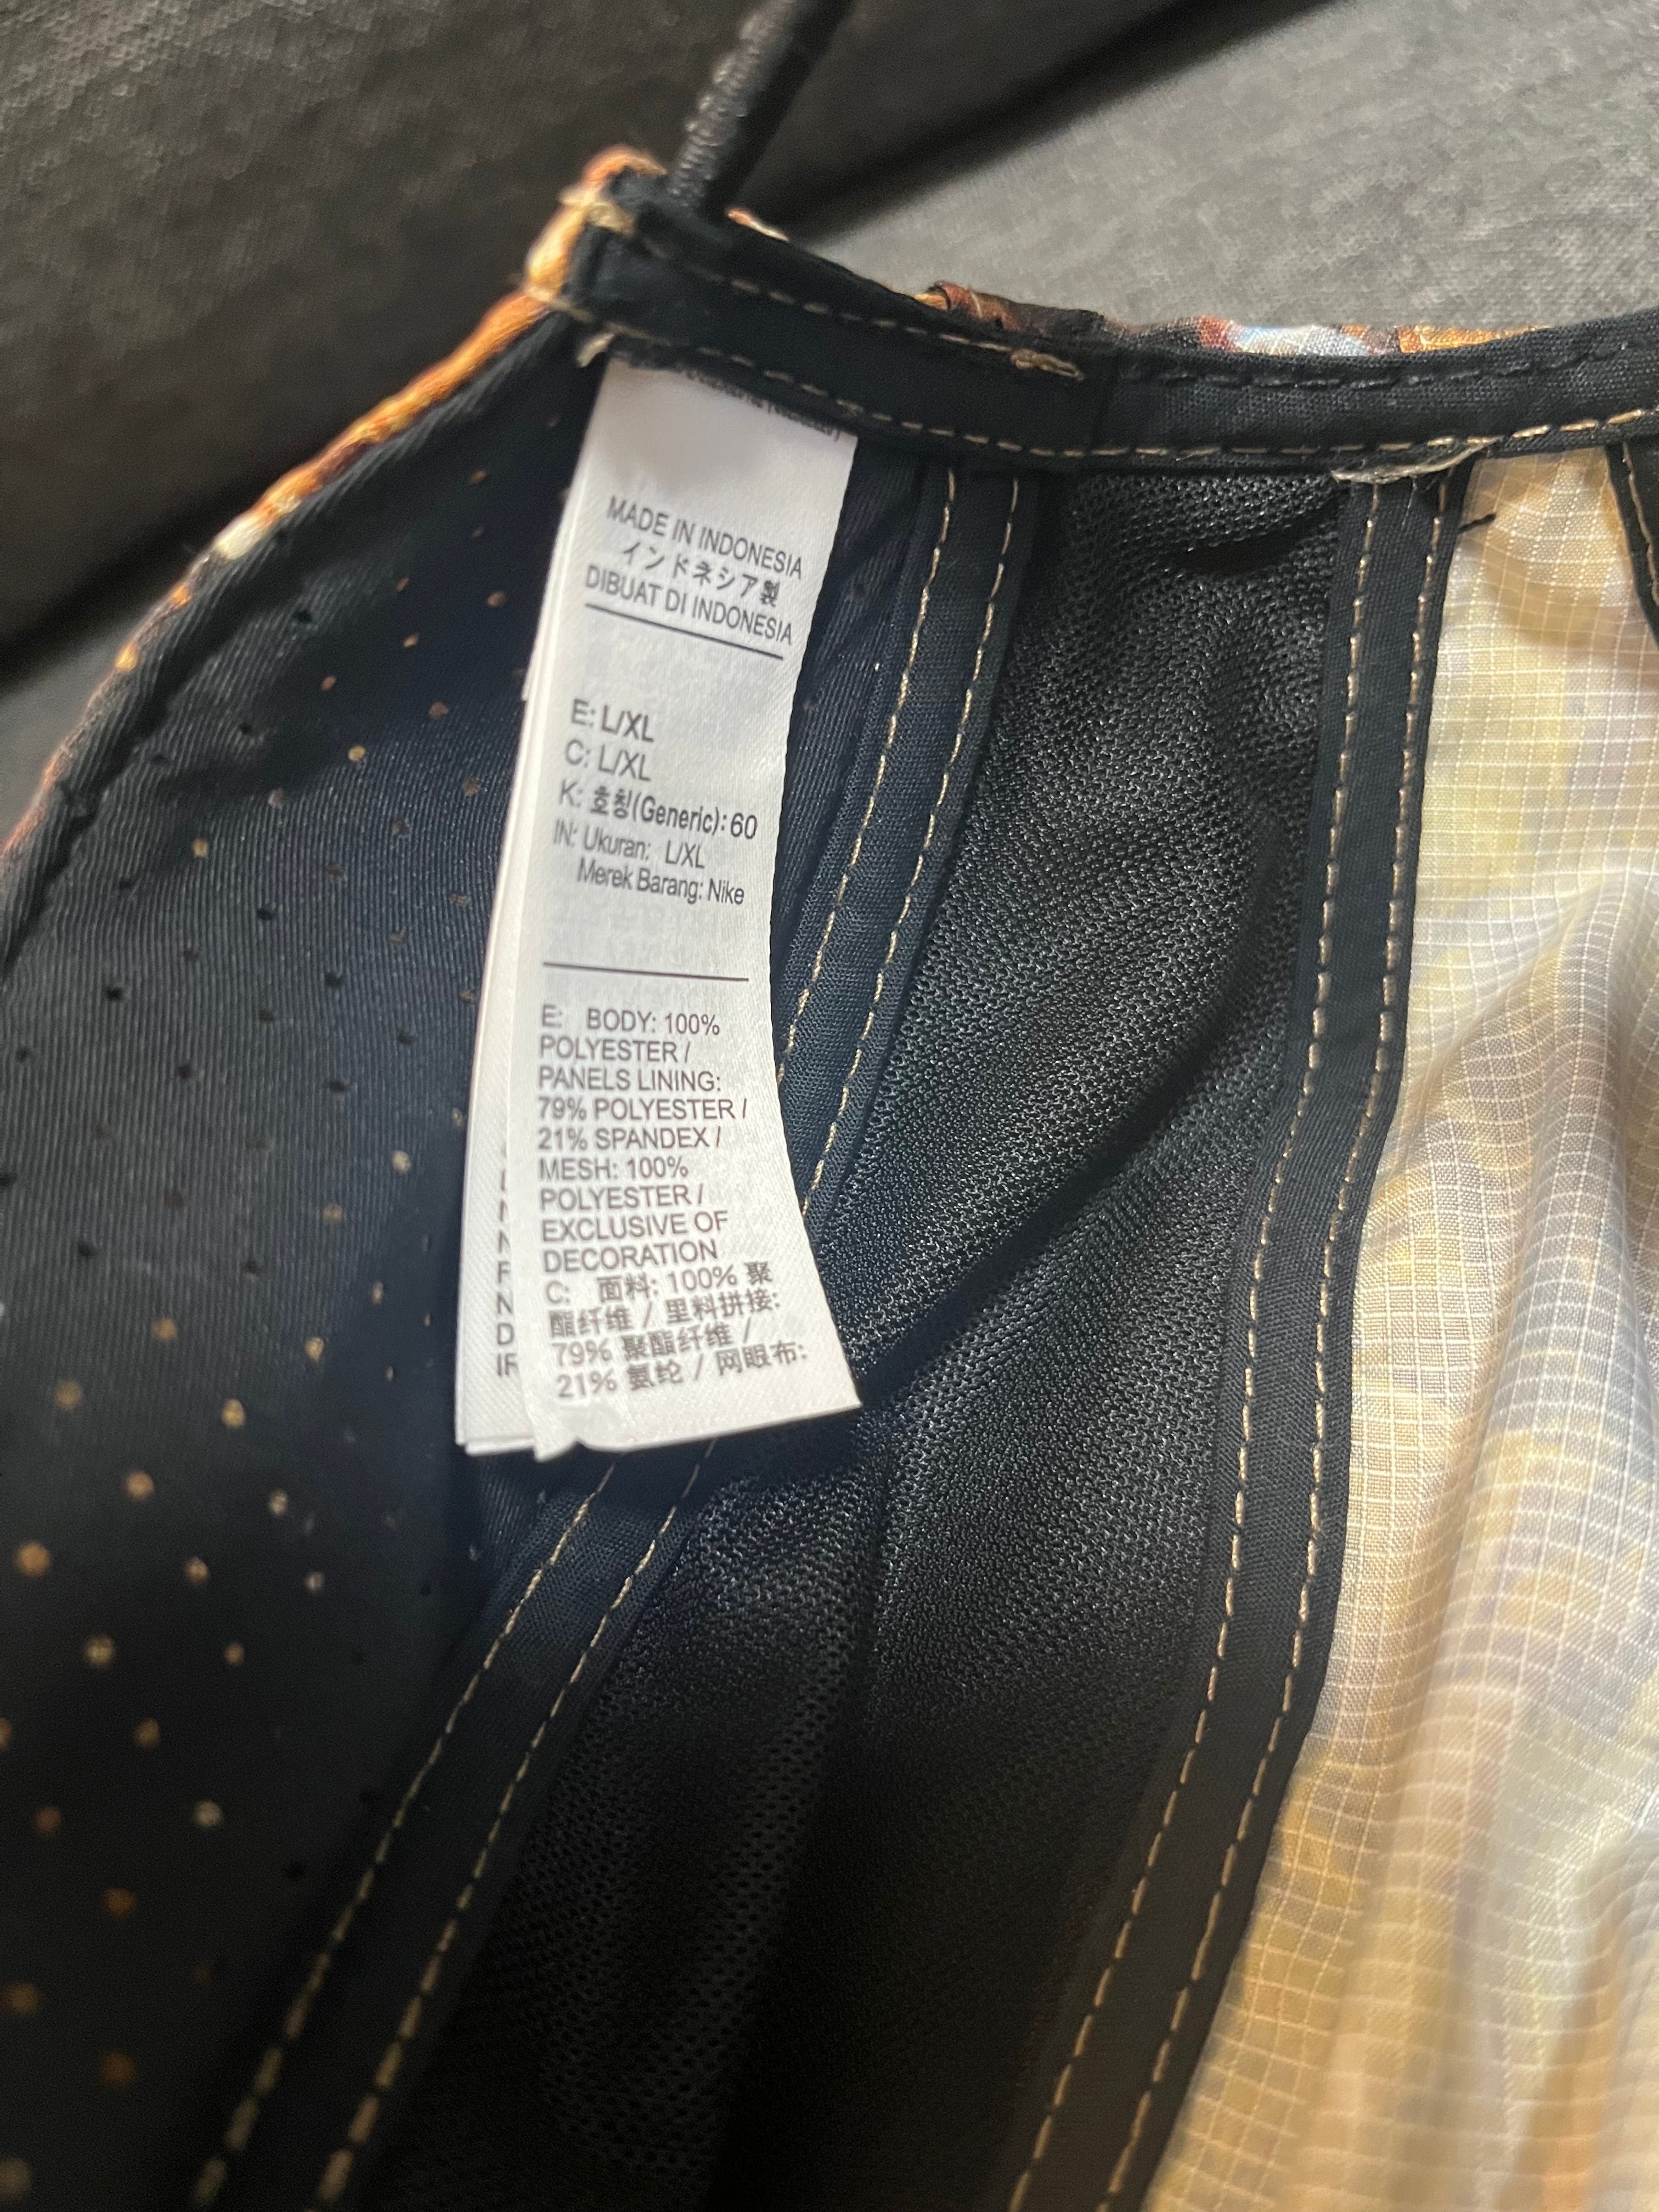 MADE IN INDONESIA
インドネシア製
DIBUAT DI INDONESIA
E: L/XL
C: L/XL
K: 호칭(Generic): 60
IN: Ukuran: L/XL
Merek Barang: Nike
E: BODY: 100%
POLYESTER /
PANELS LINING:
79% POLYESTER /
21% SPANDEX /
MESH: 100%
POLYESTER /
EXCLUSIVE OF
DECORATION
C: 面料: 100% 聚
酯纤维 / 里料拼接:
79% 聚酯纤维 /
21% 氨纶 / 网眼布: